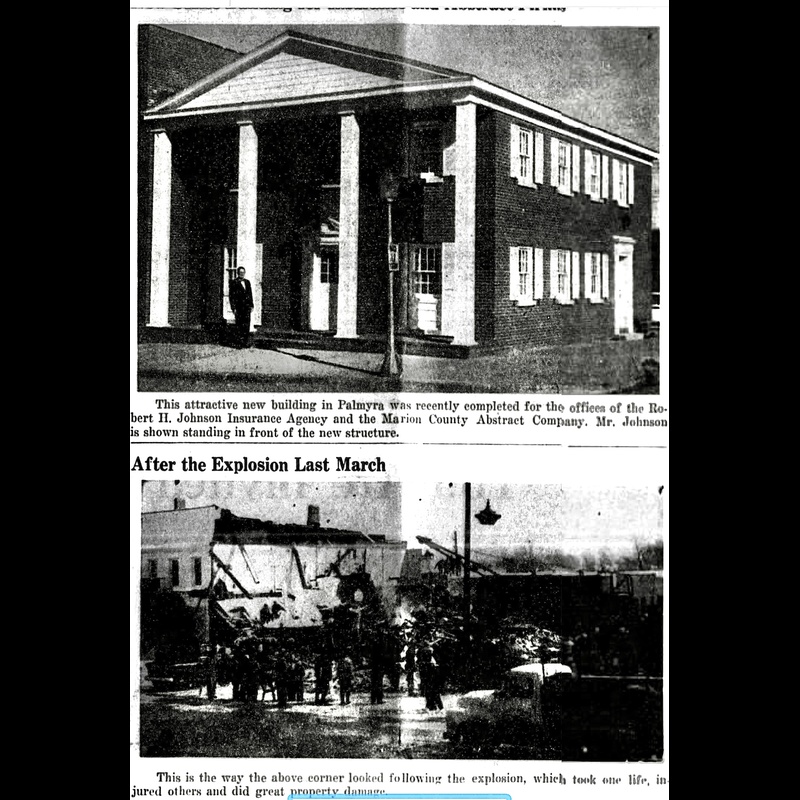 and Abstract Firms
This attractive new building in Palmyra was recently completed for the offices of the Ro-
bert H. Johnson Insurance Agency and the Marion County Abstract Company. Mr. Johnson
is shown standing in front of the new structure.
After the Explosion Last March
This is the way the above corner looked following the explosion, which took one life, in-
jured others and did great property damage.